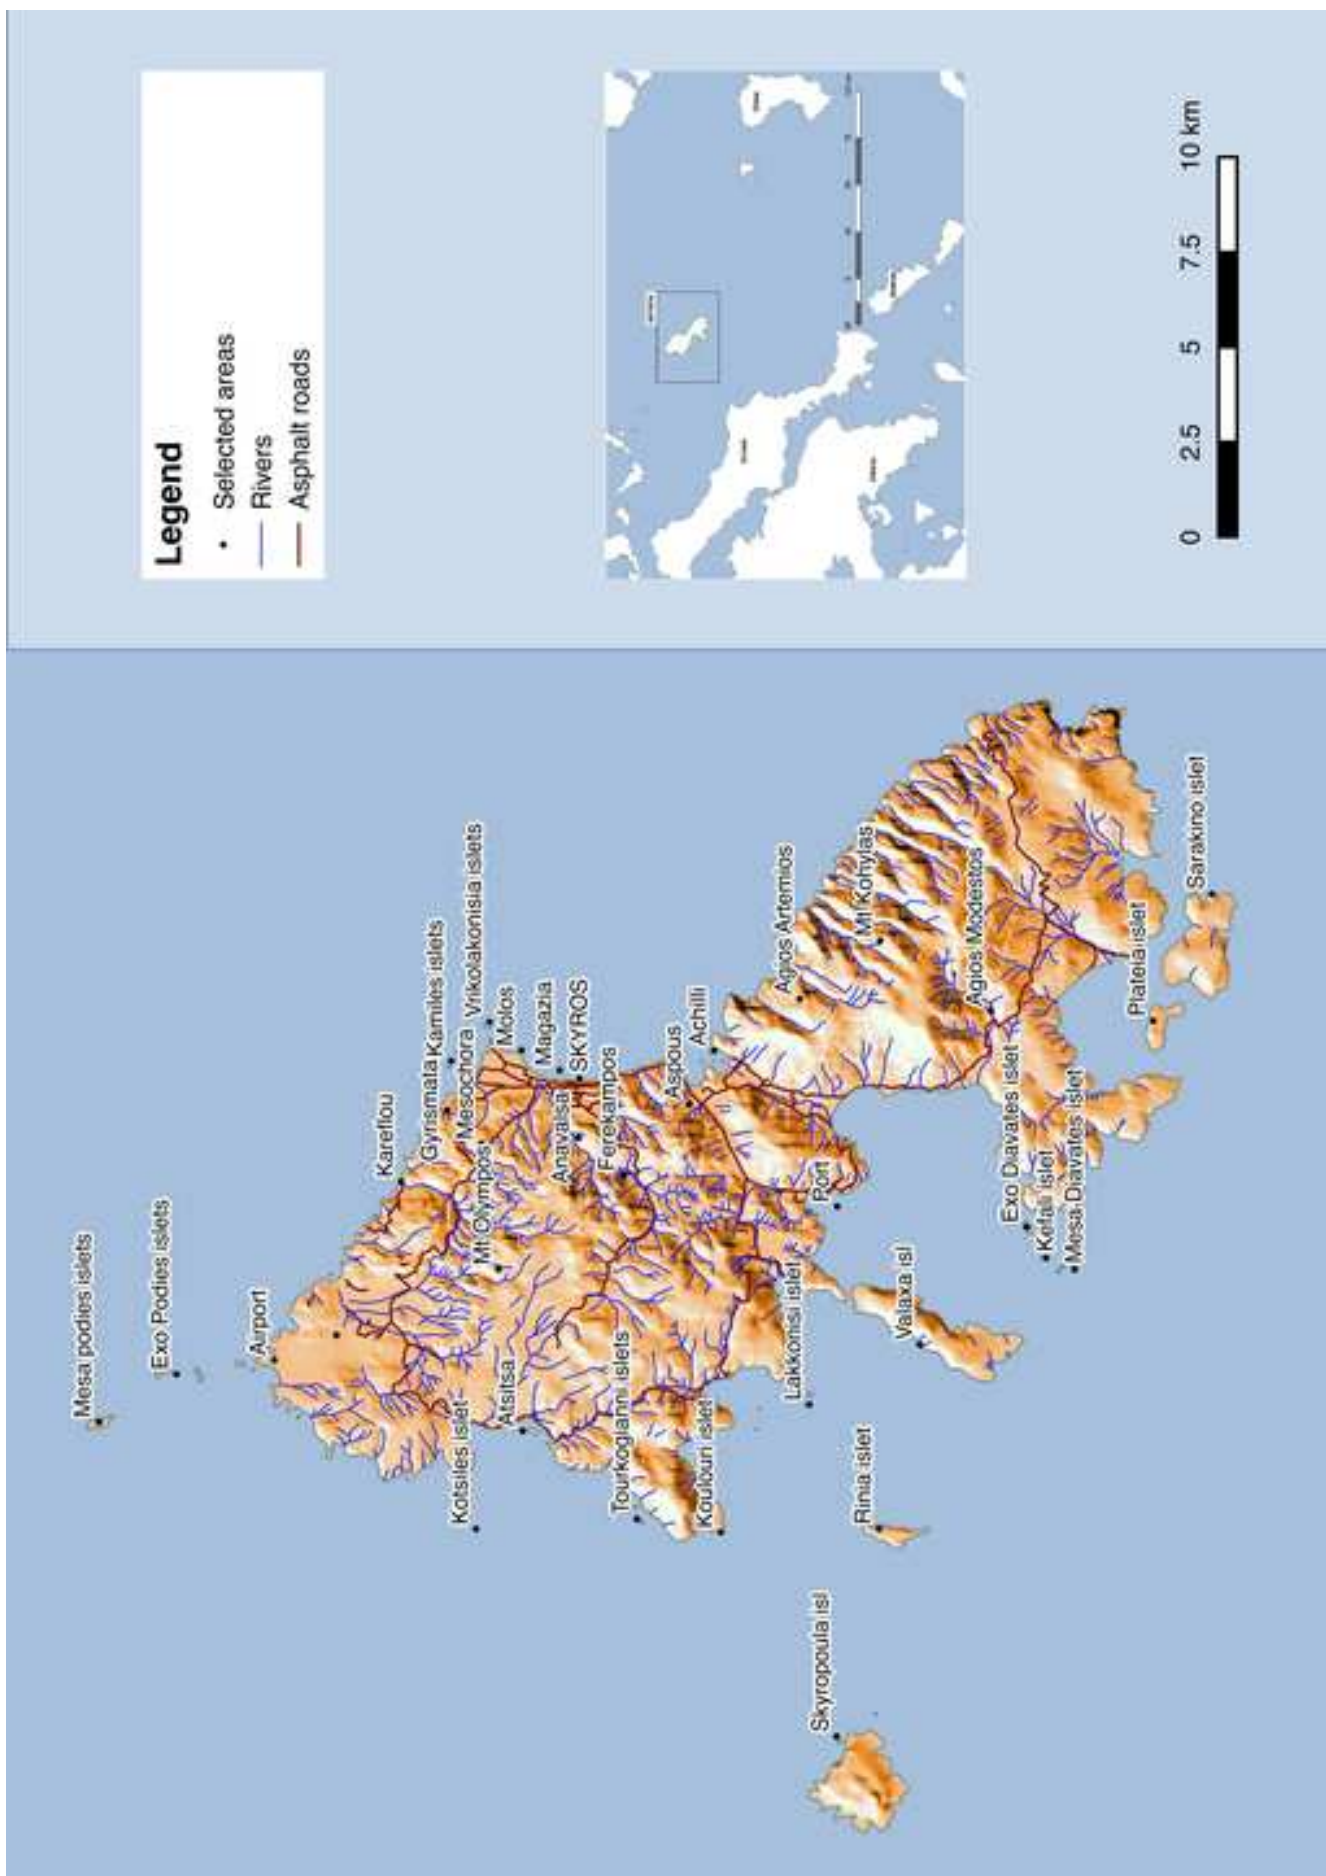 Mesa podies islets
Exo Podies islets
Airport
Kareflou
Gyrismata
Kamiles islets
Mesochora
Vrikolakonisia islets
Mt Olympos
Molos
Kotsiles islet
Atsitsa
Magazia
SKYROS
Anavalsa
Ferekampos
Tourkogianni islets
Aspous
Achilli
Koulouri islet
Agios Artemios
Lakkonisi islet
Port
Skyropoula isl
Rinia islet
Mt Kohylas
Valaxa isl
Agios Modestos
Exo Diavates islet
Kefali islet
Mesa Diavates islet
Plateia islet
Sarakino islet
Legend
Selected areas
Rivers
Asphalt roads
0 2.5 5 7.5 10 km